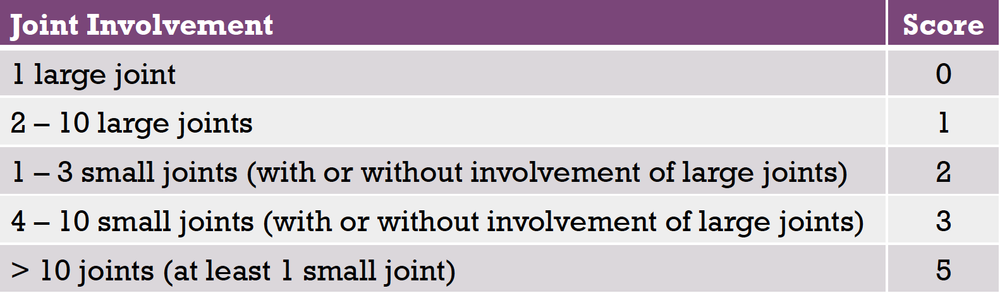 Joint Involvement Score
1 large joint 0
2 – 10 large joints 1
1 – 3 small joints (with or without involvement of large joints) 2
4 – 10 small joints (with or without involvement of large joints) 3
> 10 joints (at least 1 small joint) 5